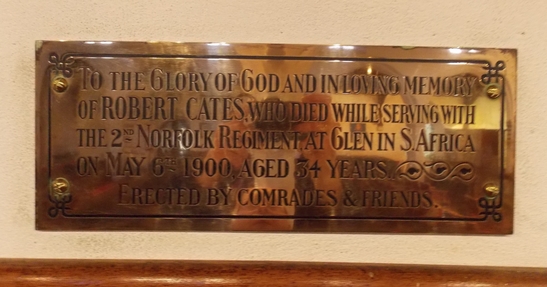 TO THE GLORY OF GOD AND IN LOVING MEMORY
OF ROBERT CATES, WHO DIED WHILE SERVING WITH
THE 2ND NORFOLK REGIMENT, AT GLEN IN S. AFRICA
ON MAY 6TH 1900, AGED 34 YEARS.
ERECTED BY COMRADES & FRIENDS.